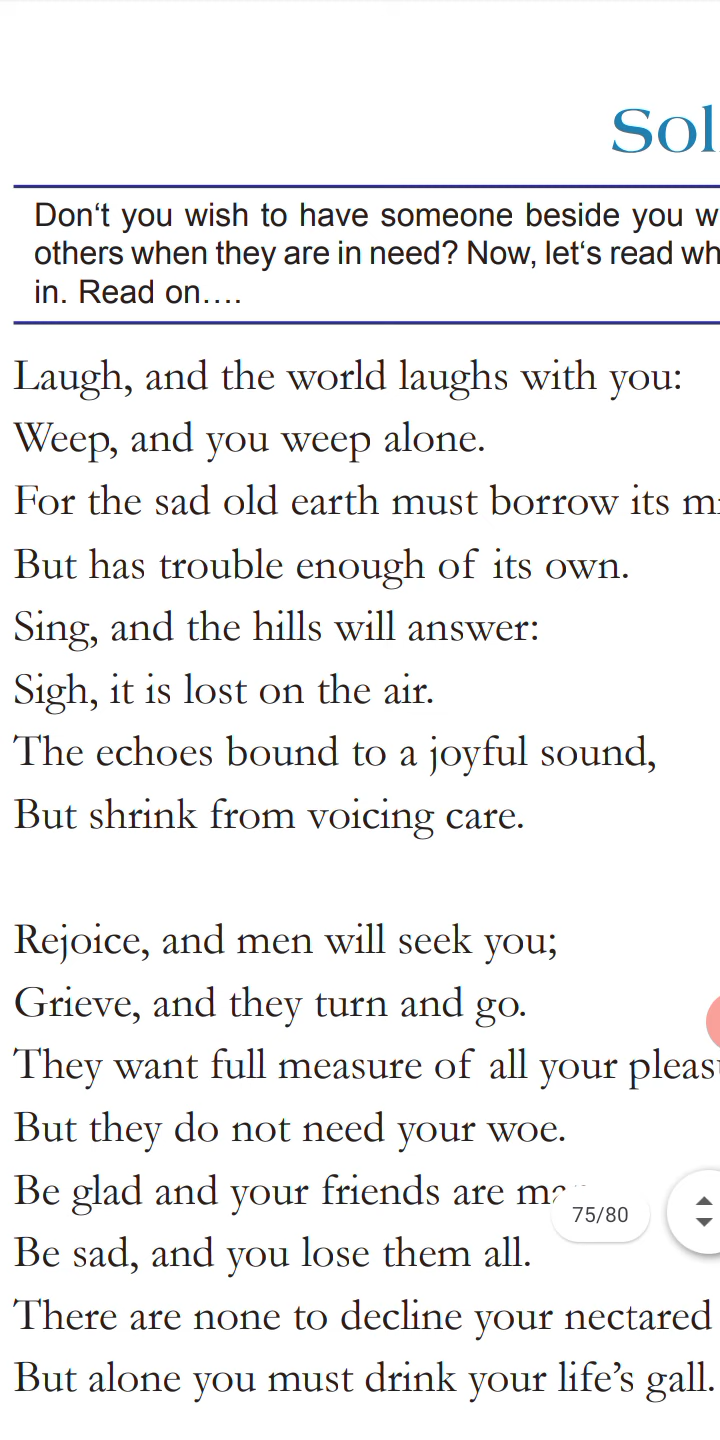 Sol
Don‘t you wish to have someone beside you w
others when they are in need? Now, let‘s read wh
in. Read on….
Laugh, and the world laughs with you:
Weep, and you weep alone.
For the sad old earth must borrow its
But has trouble enough of its own.
Sing, and the hills will answer:
Sigh, it is lost on the air.
The echoes bound to a joyful sound,
But shrink from voicing care.
Rejoice, and men will seek you;
Grieve, and they turn and go.
They want full measure of all your pleas
But they do not need your woe.
Be glad and your friends are
75/80
Be sad, and you lose them all.
There are none to decline your nectared
But alone you must drink your life’s gall.